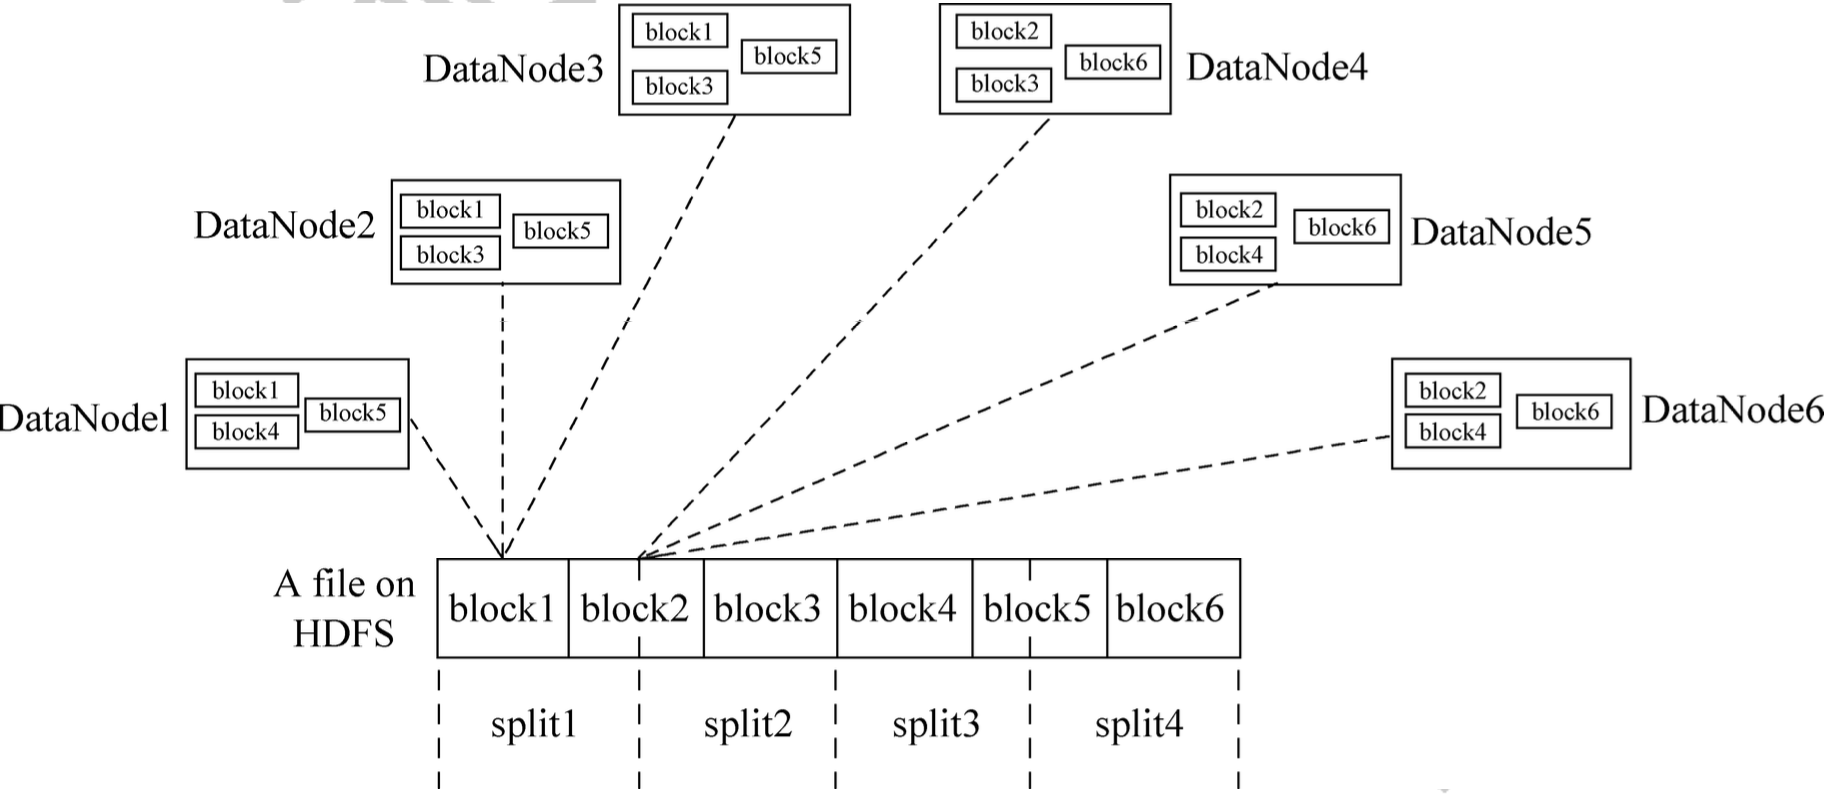 DataNode3
block1
block5
block3
block2
block6
block3
DataNode4
DataNode2
block1
block5
block3
block2
block6
block4
DataNode5
DataNodel
block1
block5
block4
block2
block6
block4
DataNode6
A file on
HDFS
block1
block2
block3
block4
block5
block6
split1
split2
split3
split4